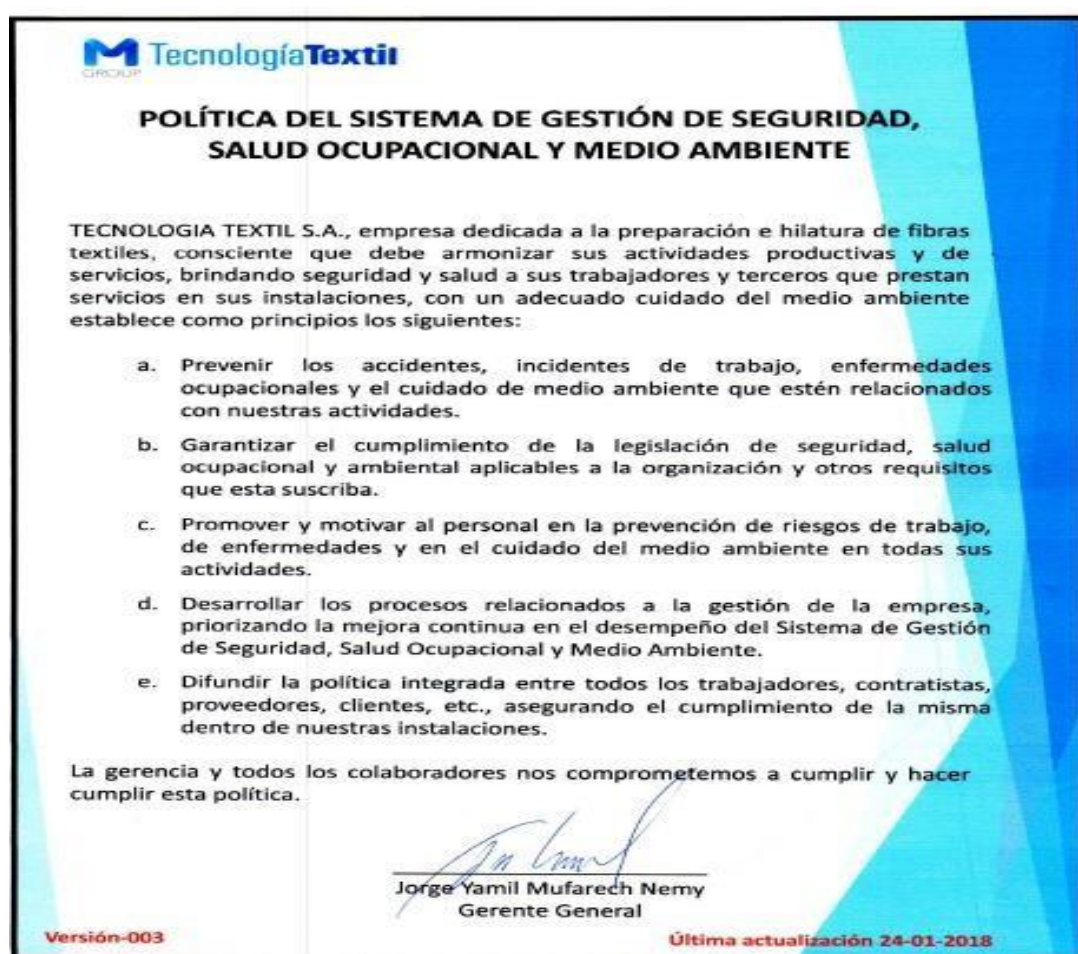 M TecnologíaTextil
GROUP
POLÍTICA DEL SISTEMA DE GESTIÓN DE SEGURIDAD,
SALUD OCUPACIONAL Y MEDIO AMBIENTE
TECNOLOGIA TEXTIL S.A., empresa dedicada a la preparación e hilatura de fibras
textiles, consciente que debe armonizar sus actividades productivas y de
servicios, brindando seguridad y salud a sus trabajadores y terceros que prestan
servicios en sus instalaciones, con un adecuado cuidado del medio ambiente
establece como principios los siguientes:
a. Prevenir los accidentes, incidentes de trabajo, enfermedades
ocupacionales y el cuidado de medio ambiente que estén relacionados
con nuestras actividades.
b. Garantizar el cumplimiento de la legislación de seguridad, salud
ocupacional y ambiental aplicables a la organización y otros requisitos
que esta suscriba.
c. Promover y motivar al personal en la prevención de riesgos de trabajo,
de enfermedades y en el cuidado del medio ambiente en todas sus
actividades.
d. Desarrollar los procesos relacionados a la gestión de la empresa,
priorizando la mejora continua en el desempeño del Sistema de Gestión
de Seguridad, Salud Ocupacional y Medio Ambiente.
e. Difundir la política integrada entre todos los trabajadores, contratistas,
proveedores, clientes, etc., asegurando el cumplimiento de la misma
dentro de nuestras instalaciones.
La gerencia y todos los colaboradores nos comprometemos a cumplir y hacer
cumplir esta política.
Jorge Yamil Mufarech Nemy
Gerente General
Versión-003
Última actualización 24-01-2018